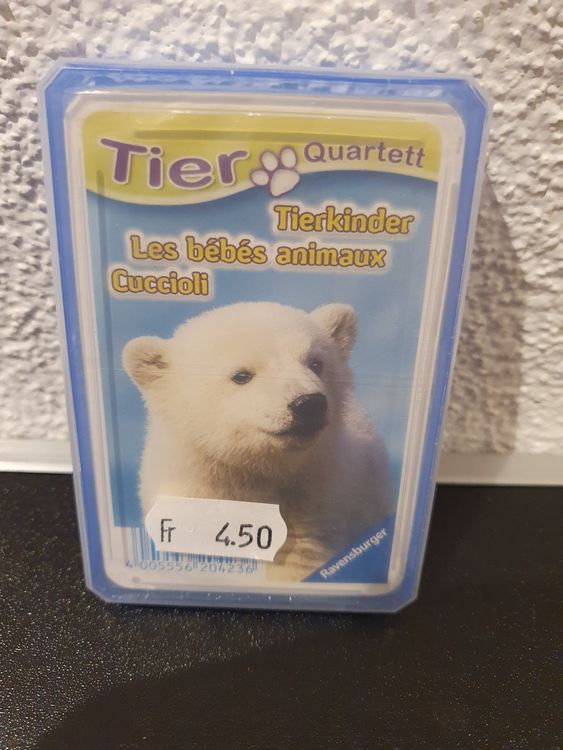 Tier Quartett
Tierkinder
Les bébés animaux
Cuccioli
Fr 4.50
4 005556 204236
Ravensburger